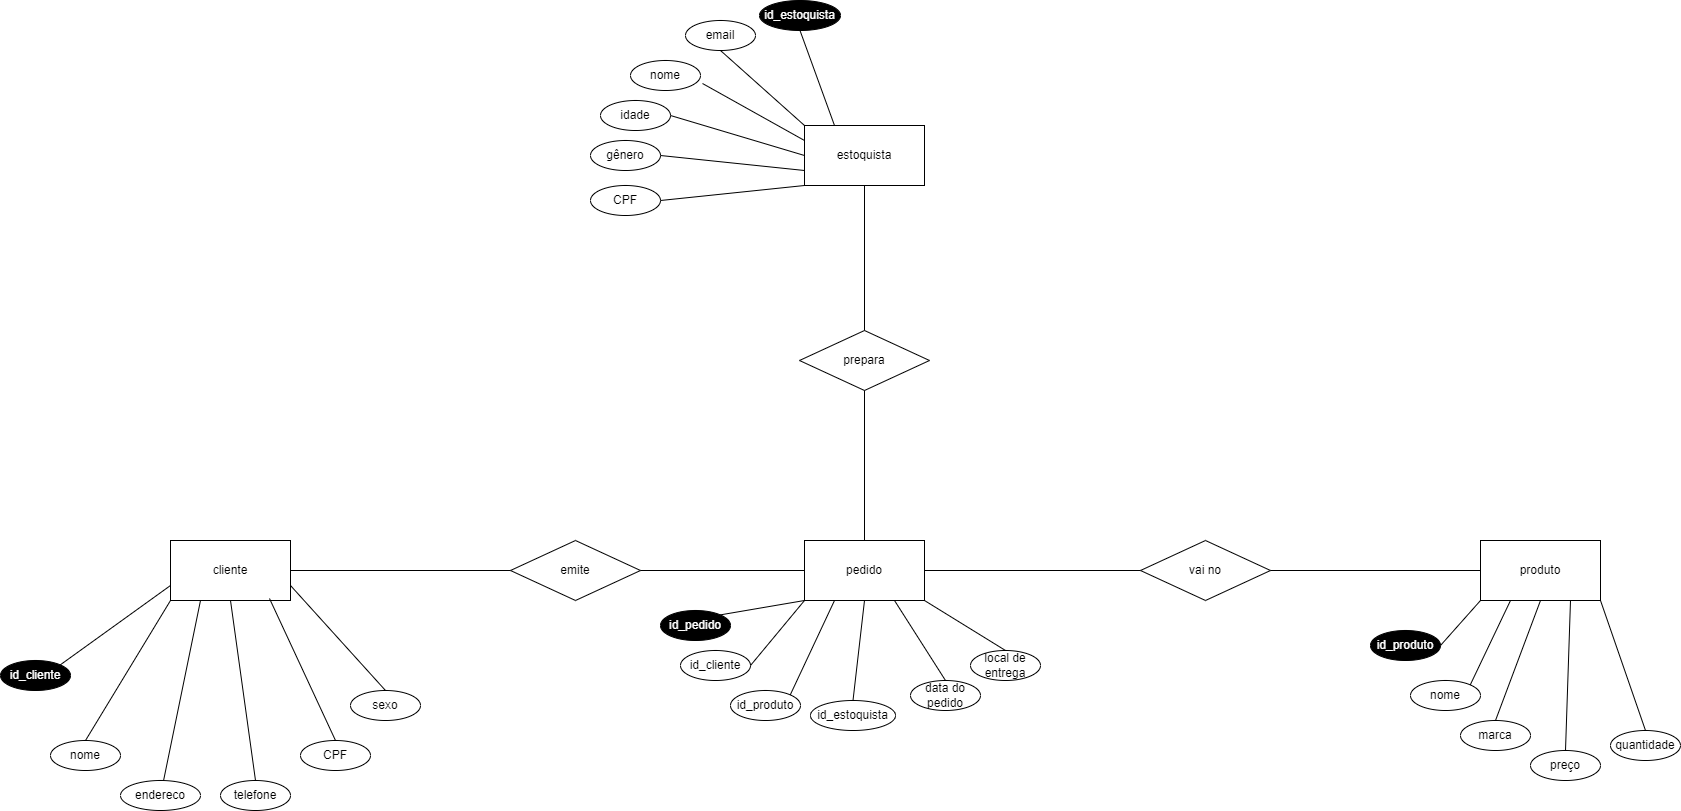 id_estoquista
email
nome
idade
estoquista
gênero
CPF
prepara
cliente
emite
pedido
vai no
produto
id_pedido
id_cliente
id_produto
id_estoquista
data do
pedido
local de
entrega
id_cliente
nome
endereco
telefone
CPF
sexo
id_produto
nome
marca
preço
quantidade